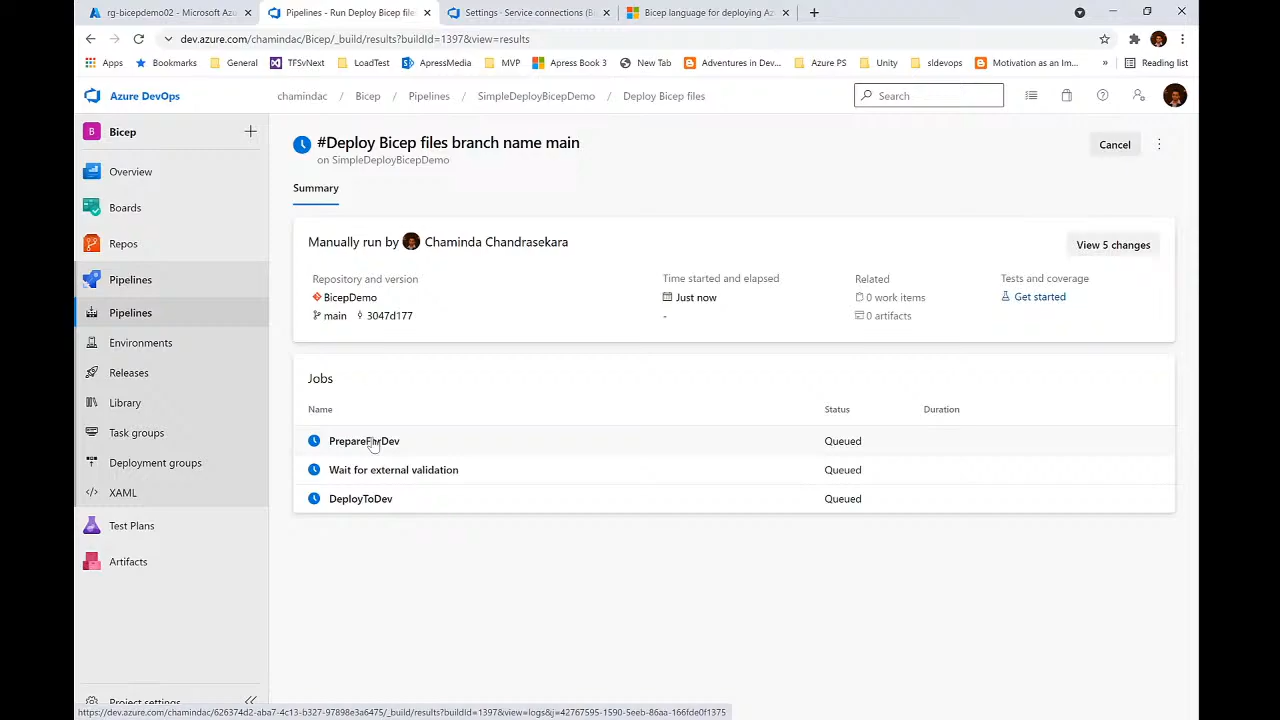 rg-bicepdemo02 - Microsoft Azu
Pipelines - Run Deploy Bicep file
Settings · Service connections (Bi
Bicep language for deploying Az
dev.azure.com/chamindac/Bicep/_build/results?buildId=1397&view=results
Apps
Bookmarks
General
TFSvNext
LoadTest
ApressMedia
MVP
Apress Book 3
New Tab
Adventures in Dev...
Azure PS
Unity
sldevops
Motivation as an Im...
»
Reading list
Azure DevOps
chamindac / Bicep / Pipelines / SimpleDeployBicepDemo / Deploy Bicep files
Search
B Bicep
Overview
Boards
Repos
Pipelines
Pipelines
Environments
Releases
Library
Task groups
Deployment groups
XAML
Test Plans
Artifacts
Project settings
#Deploy Bicep files branch name main
on SimpleDeployBicepDemo
Cancel
Summary
Manually run by Chaminda Chandrasekara
View 5 changes
Repository and version
BicepDemo
main 3047d177
Time started and elapsed
Just now
-
Related
0 work items
0 artifacts
Tests and coverage
Get started
Jobs
Name Status Duration
PrepareForDev Queued
Wait for external validation Queued
DeployToDev Queued
https://dev.azure.com/chamindac/626374d2-aba7-4c13-b327-97898e3a6475/_build/results?buildId=1397&view=logs&j=42767595-1590-5eeb-86aa-166fde0f1375